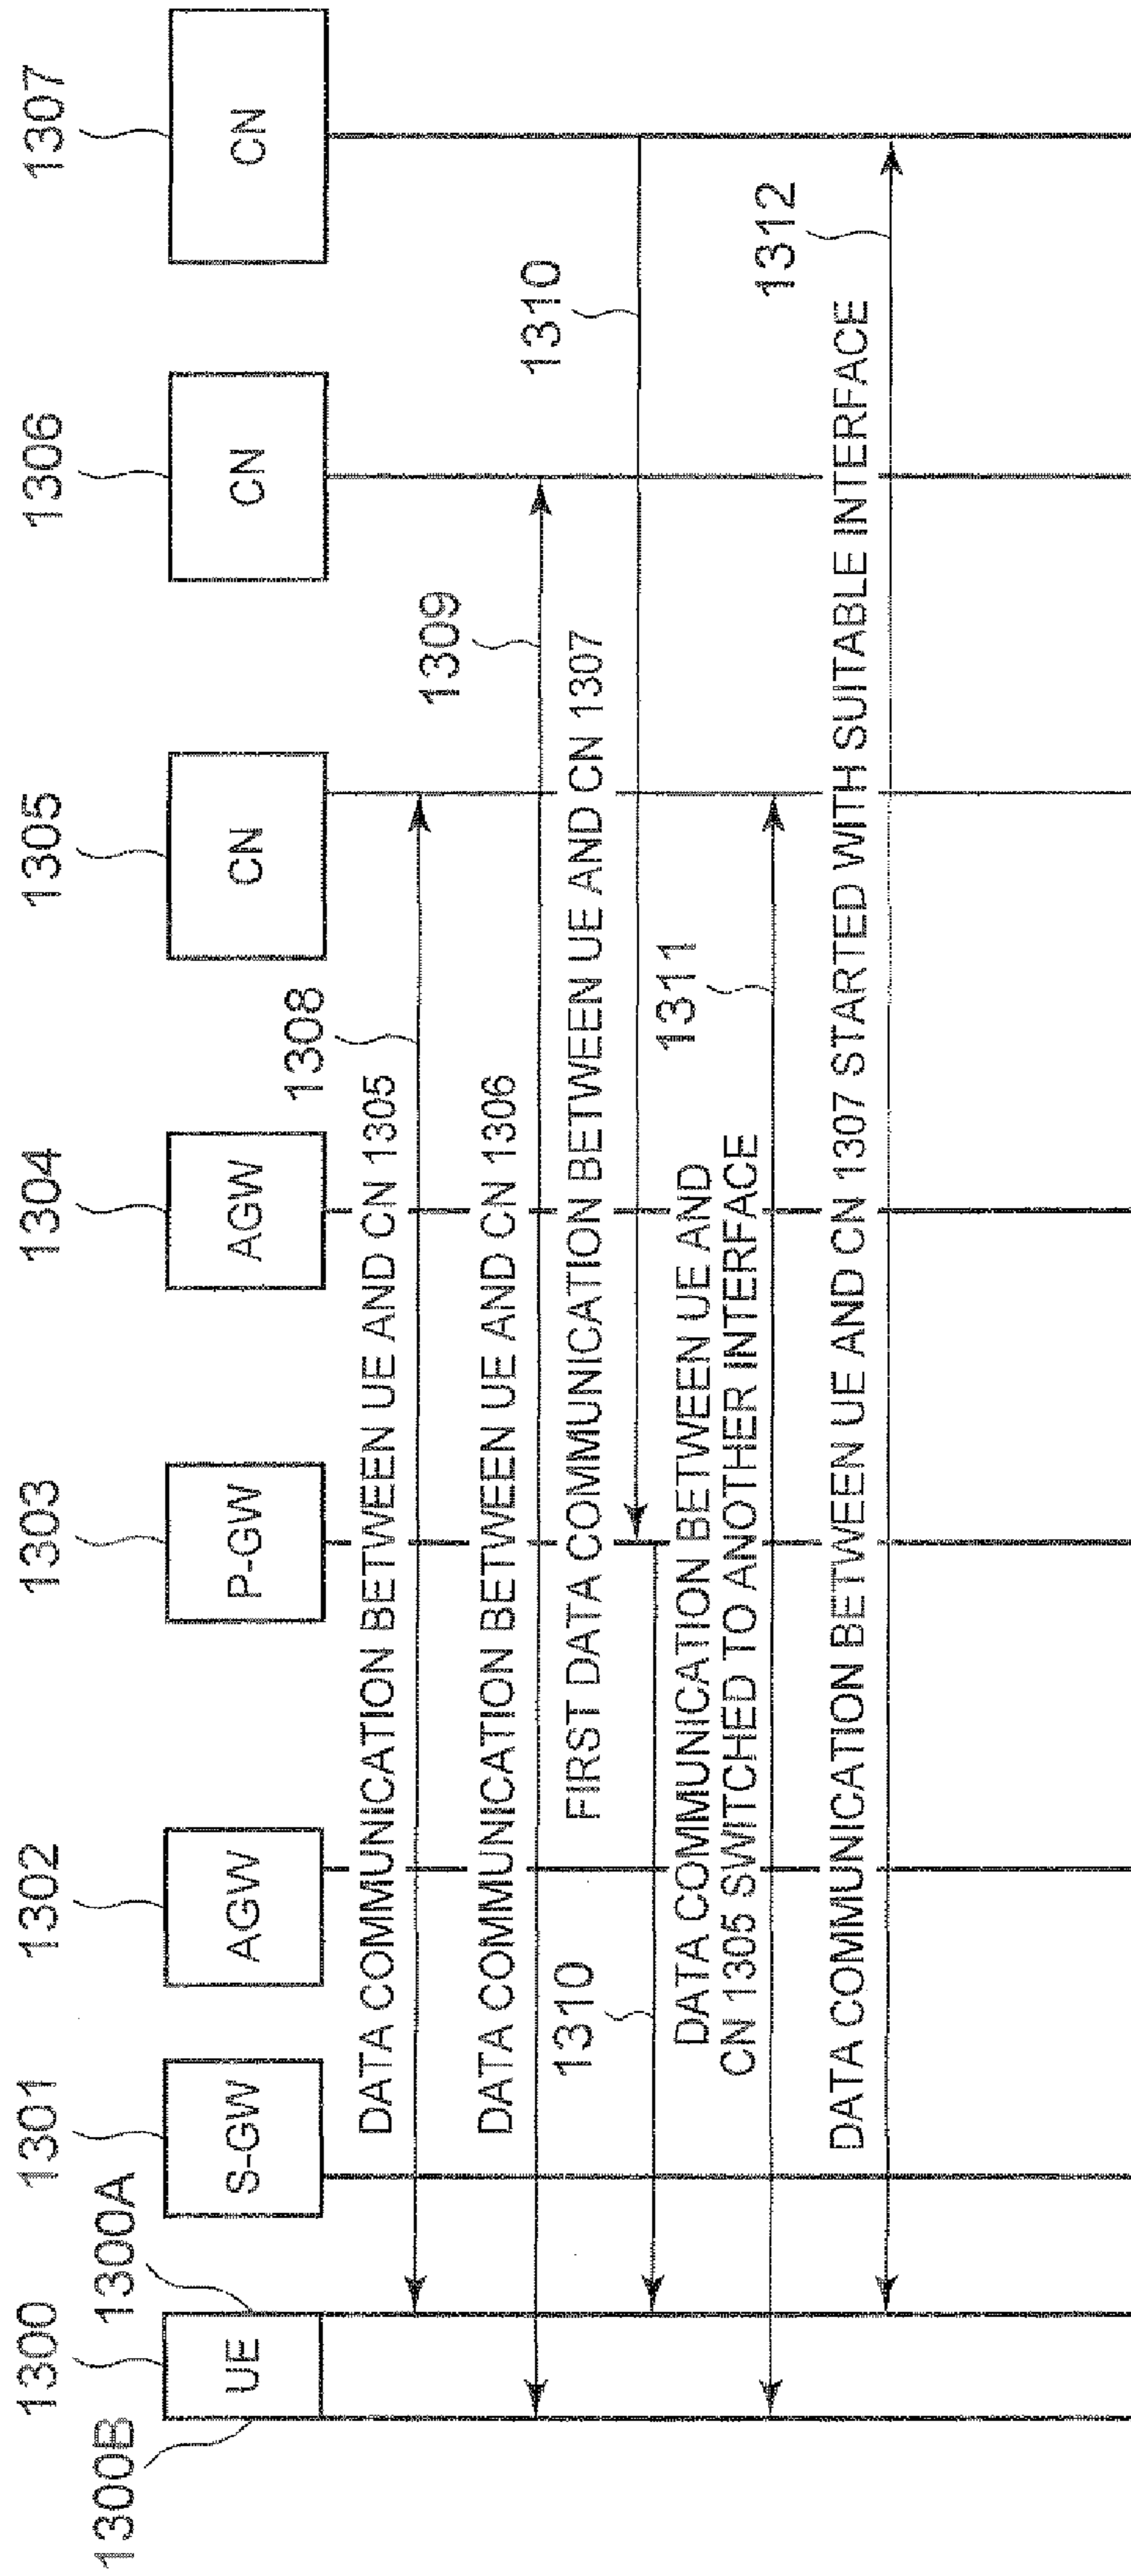 1300
1300B
1300A
1301
1302
1303
1304
1305
1306
1307
UE
S-GW
AGW
P-GW
AGW
CN
CN
CN
DATA COMMUNICATION BETWEEN UE AND CN 1305
1308
DATA COMMUNICATION BETWEEN UE AND CN 1306
1309
FIRST DATA COMMUNICATION BETWEEN UE AND CN 1307
1310
1310
DATA COMMUNICATION BETWEEN UE AND
CN 1305 SWITCHED TO ANOTHER INTERFACE
1311
DATA COMMUNICATION BETWEEN UE AND CN 1307 STARTED WITH SUITABLE INTERFACE
1312